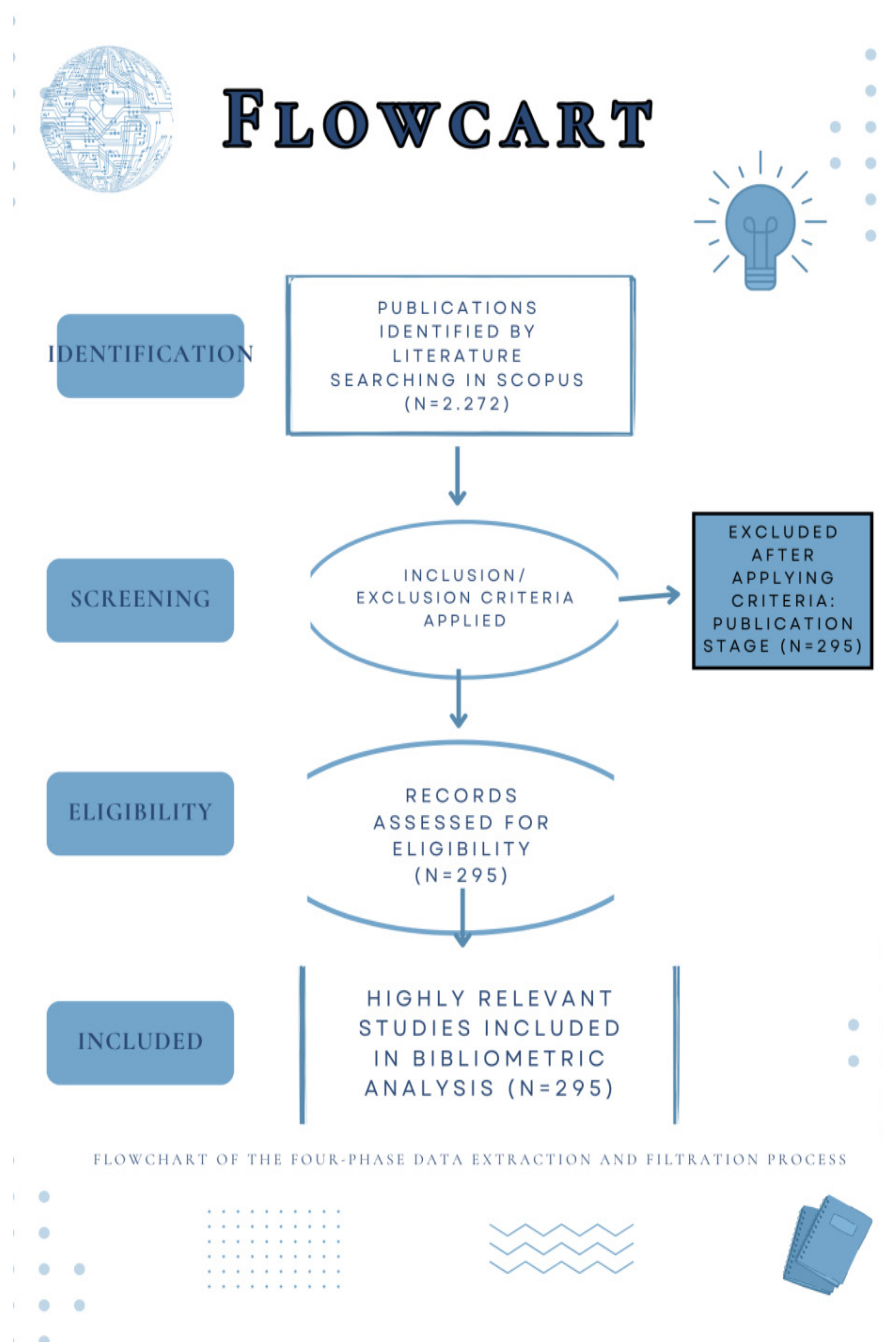 FLOWCART
IDENTIFICATION
PUBLICATIONS
IDENTIFIED BY
LITERATURE
SEARCHING IN SCOPUS
(N=2.272)
SCREENING
INCLUSION/
EXCLUSION CRITERIA
APPLIED
EXCLUDED
AFTER
APPLYING
CRITERIA:
PUBLICATION
STAGE (N=295)
ELIGIBILITY
RECORDS
ASSESSED FOR
ELIGIBILITY
(N=295)
INCLUDED
HIGHLY RELEVANT
STUDIES INCLUDED
IN BIBLIOMETRIC
ANALYSIS (N=295)
FLOWCHART OF THE FOUR-PHASE DATA EXTRACTION AND FILTRATION PROCESS